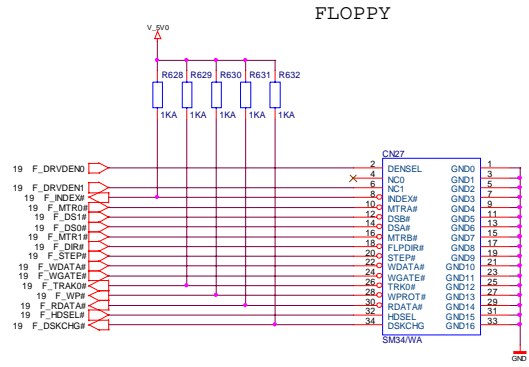 FLOPPY
V_5V0
R628 R629 R630 R631 R632
1KA 1KA 1KA 1KA 1KA
CN27
19 F_DRVDEN0 2 DENSEL GND0 1
4 NC0 GND1 3
19 F_DRVDEN1 6 NC1 GND2 5
19 F_INDEX# 8 INDEX# GND3 7
19 F_MTR0# 10 MTRA# GND4 9
19 F_DS1# 12 DSB# GND5 11
19 F_DS0# 14 DSA# GND6 13
19 F_MTR1# 16 MTRB# GND7 15
19 F_DIR# 18 FLPDIR# GND8 17
19 F_STEP# 20 STEP# GND9 19
19 F_WDATA# 22 WDATA# GND10 21
19 F_WGATE# 24 WGATE# GND11 23
19 F_TRAK0# 26 TRK0# GND12 25
19 F_WP# 28 WPROT# GND13 27
19 F_RDATA# 30 RDATA# GND14 29
19 F_HDSEL# 32 HDSEL GND15 31
19 F_DSKCHG# 34 DSKCHG GND16 33
SM34/WA
GND